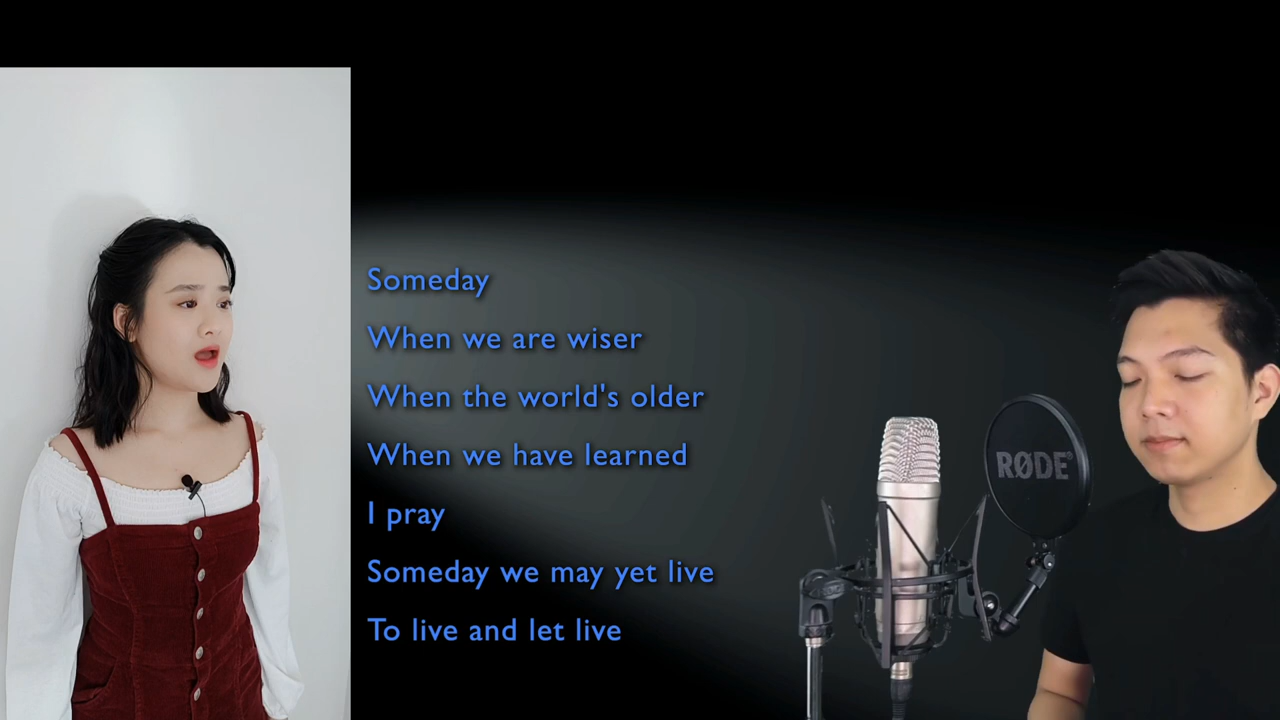 Someday
When we are wiser
When the world's older
When we have learned
I pray
Someday we may yet live
To live and let live
RØDE®